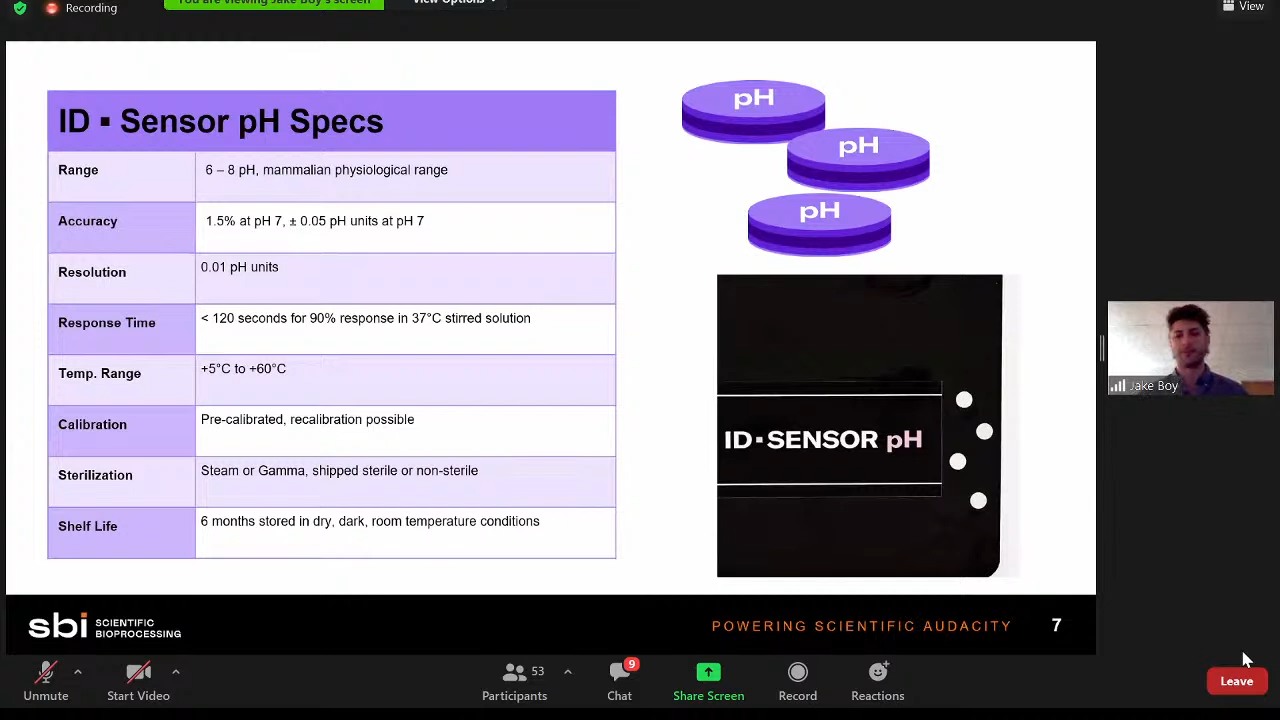 Recording
You are viewing Jake Boy's screen
View Options
View
ID ▪ Sensor pH Specs
Range
6 – 8 pH, mammalian physiological range
Accuracy
1.5% at pH 7, ± 0.05 pH units at pH 7
Resolution
0.01 pH units
Response Time
< 120 seconds for 90% response in 37°C stirred solution
Temp. Range
+5°C to +60°C
Calibration
Pre-calibrated, recalibration possible
Sterilization
Steam or Gamma, shipped sterile or non-sterile
Shelf Life
6 months stored in dry, dark, room temperature conditions
pH
pH
pH
ID▪SENSOR pH
Jake Boy
sbi SCIENTIFIC
BIOPROCESSING
POWERING SCIENTIFIC AUDACITY
7
Unmute
Start Video
53
Participants
9
Chat
Share Screen
Record
Reactions
Leave